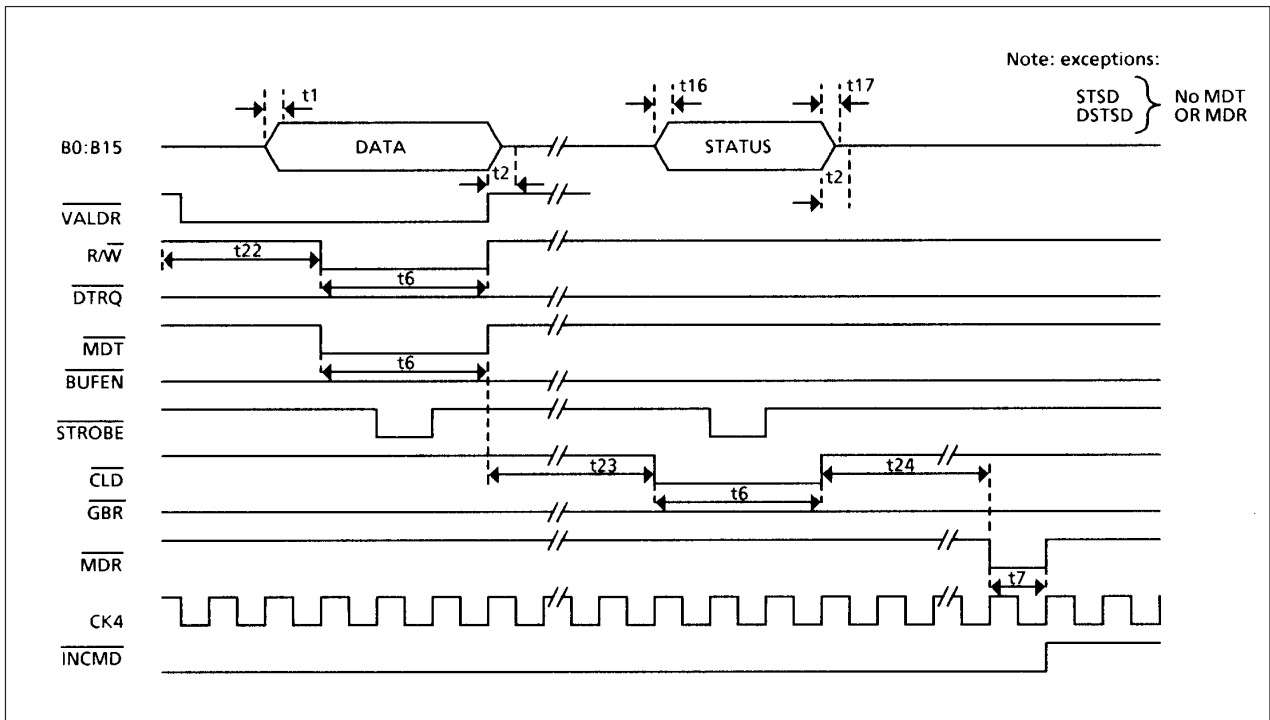 Note: exceptions:
STSD
DSTSD
No MDT
OR MDR
t1
t16
t17
B0:B15
DATA
STATUS
t2
t2
VALDR
R/W
t22
t6
DTRQ
MDT
t6
BUFEN
STROBE
CLD
t23
t24
t6
GBR
MDR
t7
CK4
INCMD